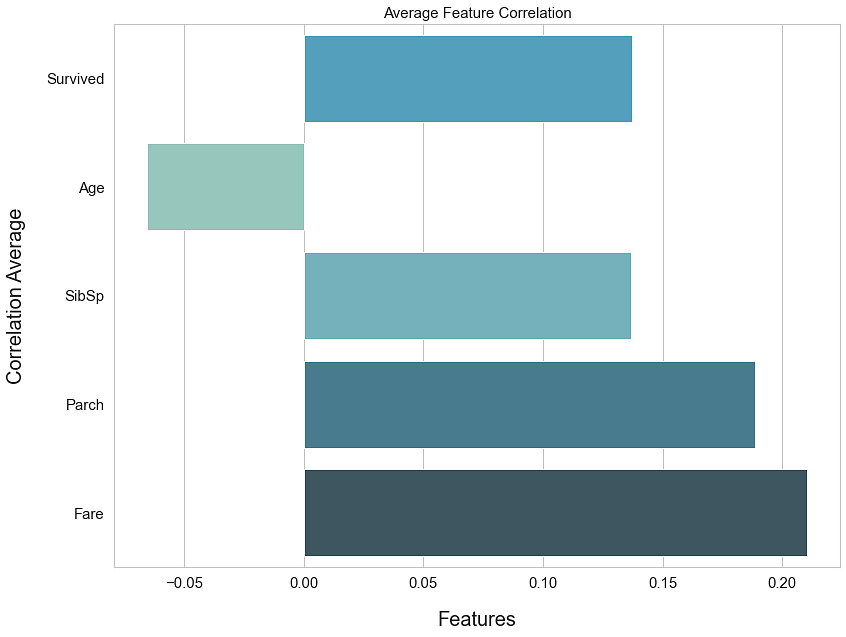 Average Feature Correlation
Survived
Age
SibSp
Parch
Fare
Correlation Average
−0.05 0.00 0.05 0.10 0.15 0.20
Features